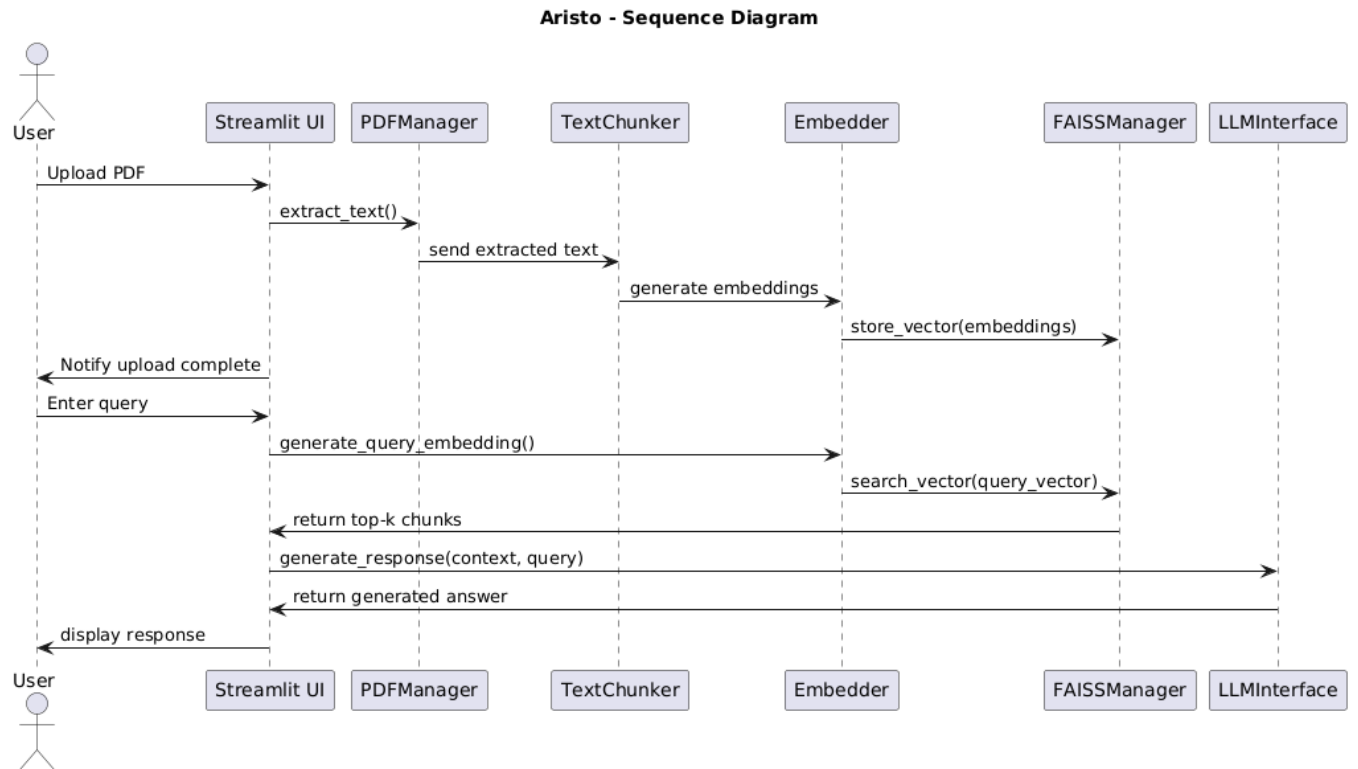 Aristo - Sequence Diagram
User
Streamlit UI
PDFManager
TextChunker
Embedder
FAISSManager
LLMInterface
Upload PDF
extract_text()
send extracted text
generate embeddings
store_vector(embeddings)
Notify upload complete
Enter query
generate_query_embedding()
search_vector(query_vector)
return top-k chunks
generate_response(context, query)
return generated answer
display response
User
Streamlit UI
PDFManager
TextChunker
Embedder
FAISSManager
LLMInterface